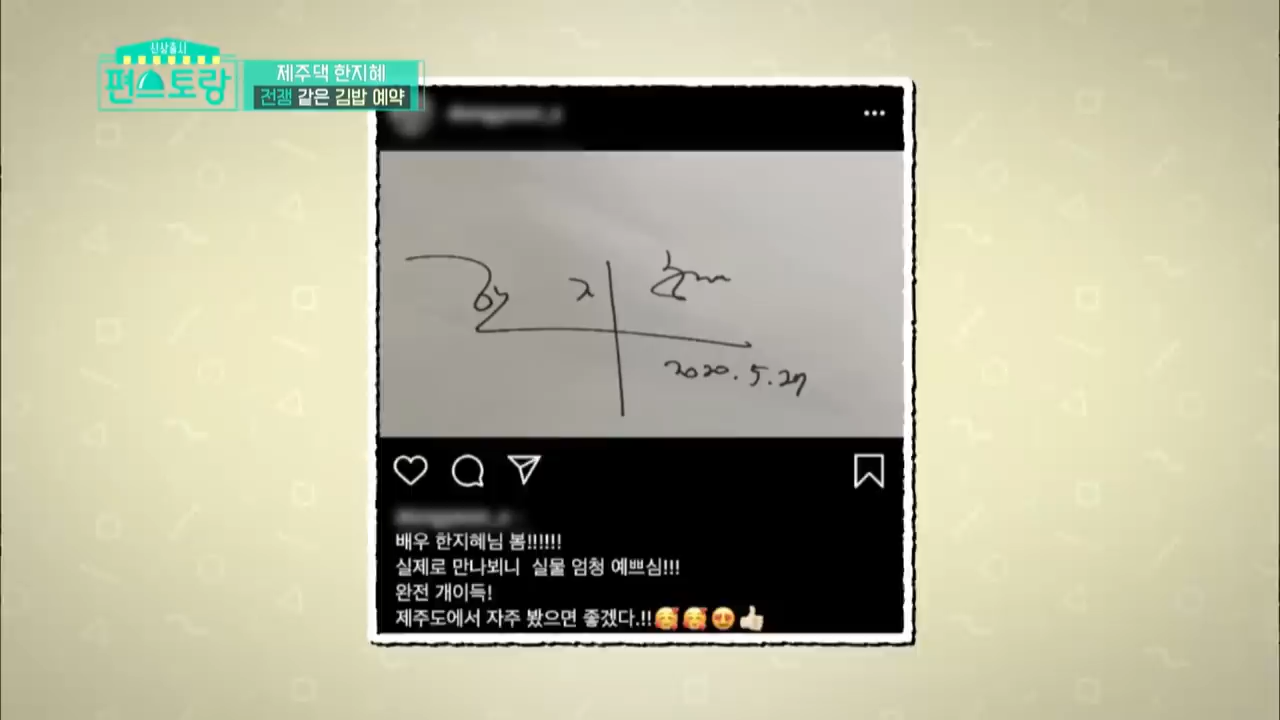 신상출시
편스토랑
제주댁 한지혜
전쟁 같은 김밥 예약
한 지 혜
2020.5.27
배우 한지혜님 봄!!!!!!
실제로 만나뵈니 실물 엄청 예쁘심!!!
완전 개이득!
제주도에서 자주 봤으면 좋겠다.!!🥰🥰😍👍🏻